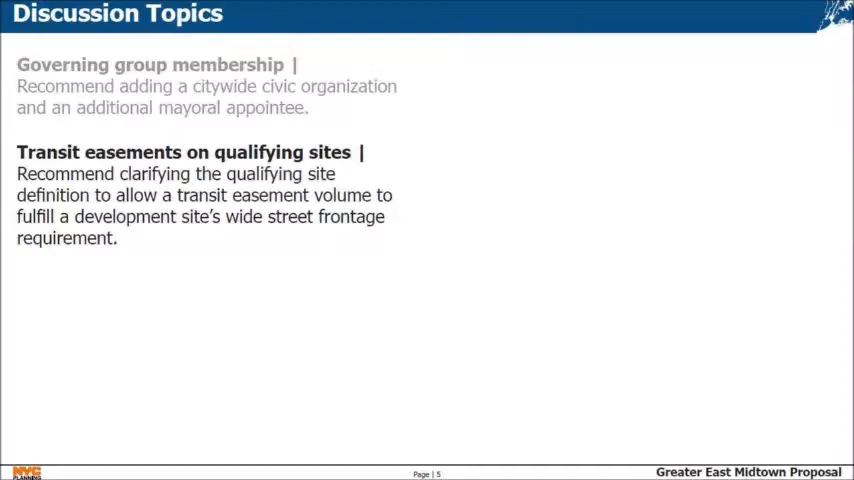 Discussion Topics
Governing group membership |
Recommend adding a citywide civic organization
and an additional mayoral appointee.
Transit easements on qualifying sites |
Recommend clarifying the qualifying site
definition to allow a transit easement volume to
fulfill a development site's wide street frontage
requirement.
NYC
PLANNING
Page | 5
Greater East Midtown Proposal